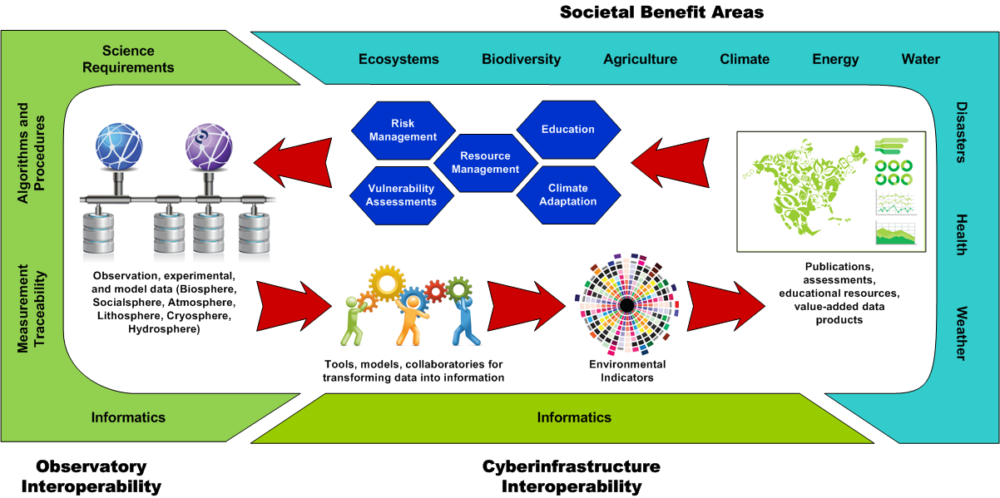 Societal Benefit Areas
Science
Requirements
Ecosystems
Biodiversity
Agriculture
Climate
Energy
Water
Algorithms and
Procedures
Measurement
Traceability
Risk
Management
Education
Resource
Management
Vulnerability
Assessments
Climate
Adaptation
Disasters
Health
Weather
Observation, experimental,
and model data (Biosphere,
Socialsphere, Atmosphere,
Lithosphere, Cryosphere,
Hydrosphere)
Tools, models, collaboratories for
transforming data into information
Environmental
Indicators
Publications,
assessments,
educational resources,
value-added data
products
Informatics
Informatics
Observatory
Interoperability
Cyberinfrastructure
Interoperability